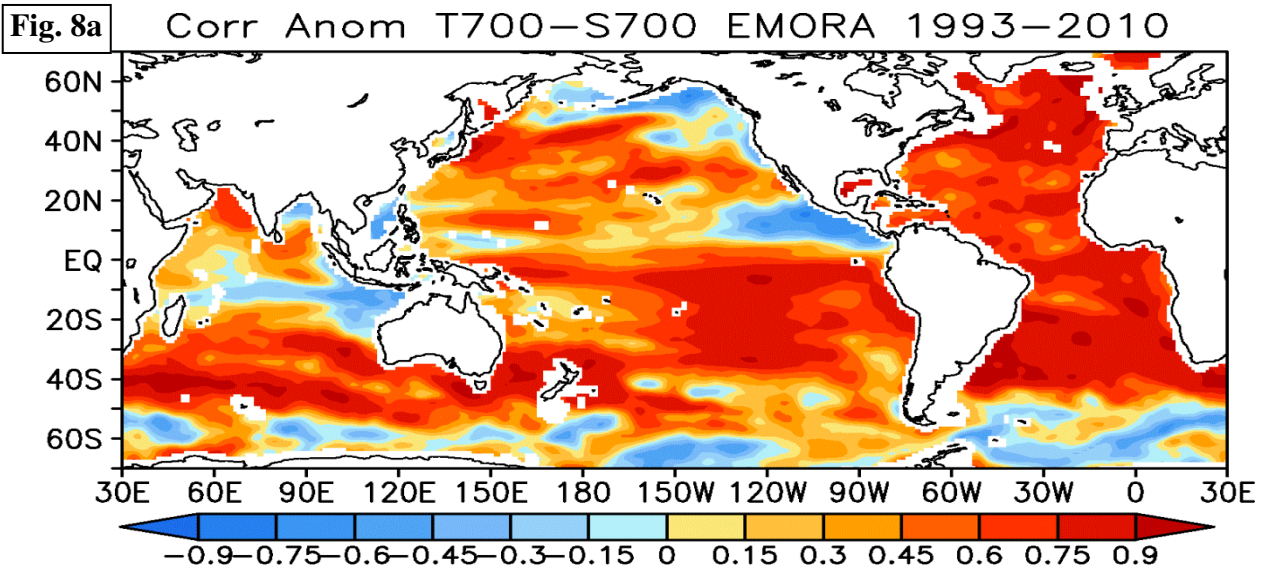 Fig. 8a
Corr Anom T700-S700 EMORA 1993-2010
60N
40N
20N
EQ
20S
40S
60S
30E 60E 90E 120E 150E 180 150W 120W 90W 60W 30W 0 30E
-0.9 -0.75 -0.6 -0.45 -0.3 -0.15 0 0.15 0.3 0.45 0.6 0.75 0.9